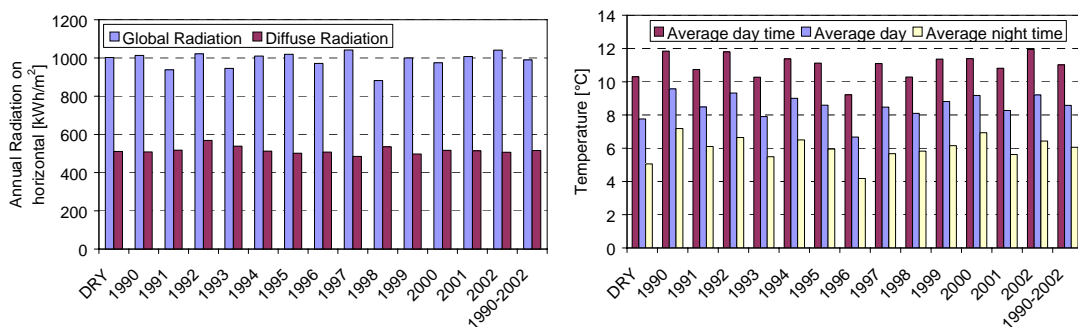 Annual Radiation on
horizontal [kWh/m²]
1200
1000
800
600
400
200
0
Global Radiation Diffuse Radiation
DRY 1990 1991 1992 1993 1994 1995 1996 1997 1998 1999 2000 2001 2002 1990-2002
Temperature [°C]
14
12
10
8
6
4
2
0
Average day time Average day Average night time
DRY 1990 1991 1992 1993 1994 1995 1996 1997 1998 1999 2000 2001 2002 1990-2002